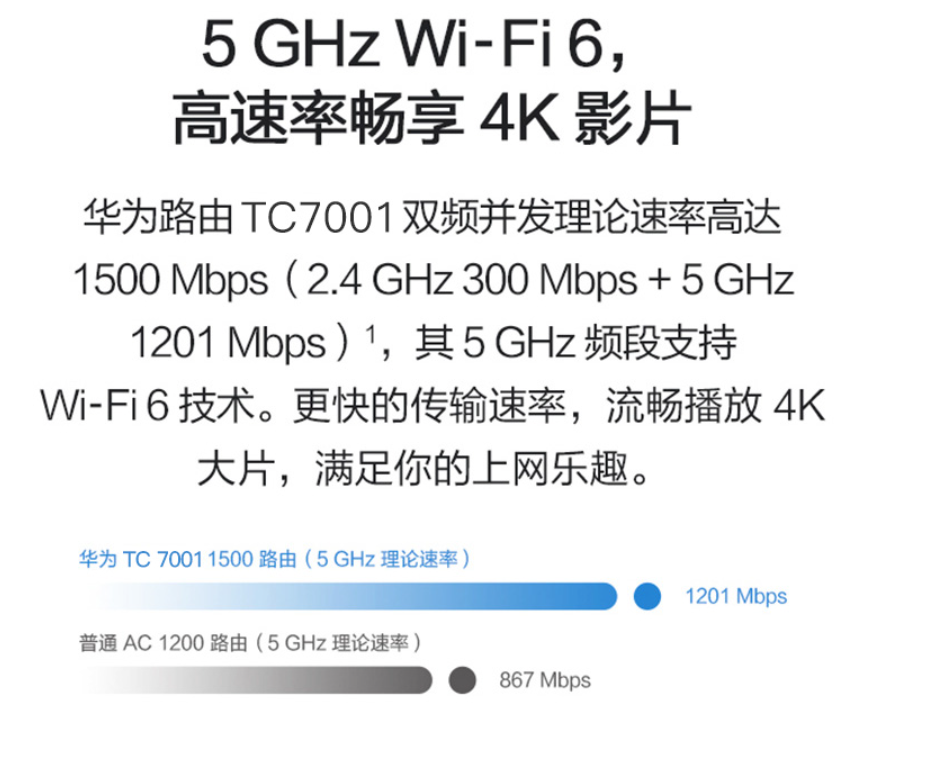 5 GHz Wi-Fi 6，
高速率畅享 4K 影片
华为路由 TC7001 双频并发理论速率高达
1500 Mbps（2.4 GHz 300 Mbps + 5 GHz
1201 Mbps）¹，其 5 GHz 频段支持
Wi-Fi 6 技术。更快的传输速率，流畅播放 4K
大片，满足你的上网乐趣。
华为 TC 7001 1500 路由（5 GHz 理论速率）
1201 Mbps
普通 AC 1200 路由（5 GHz 理论速率）
867 Mbps